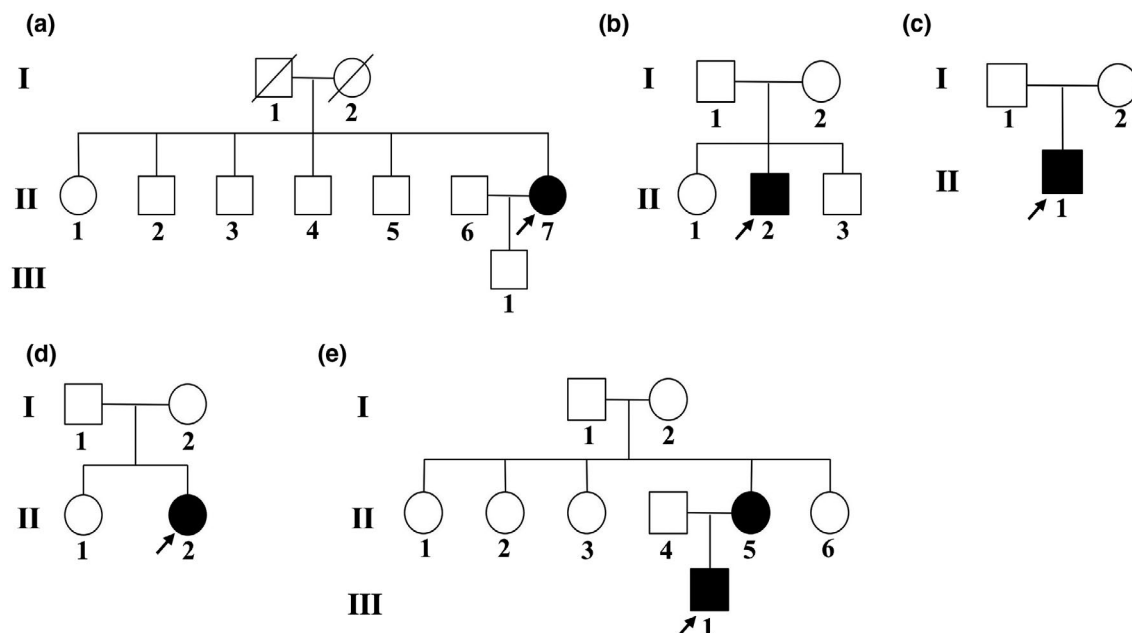 (a)
I
1 2
II
1 2 3 4 5 6 7
III
1
(b)
I
1 2
II
1 2 3
(c)
I
1 2
II
1
(d)
I
1 2
II
1 2
(e)
I
1 2
II
1 2 3 4 5 6
III
1